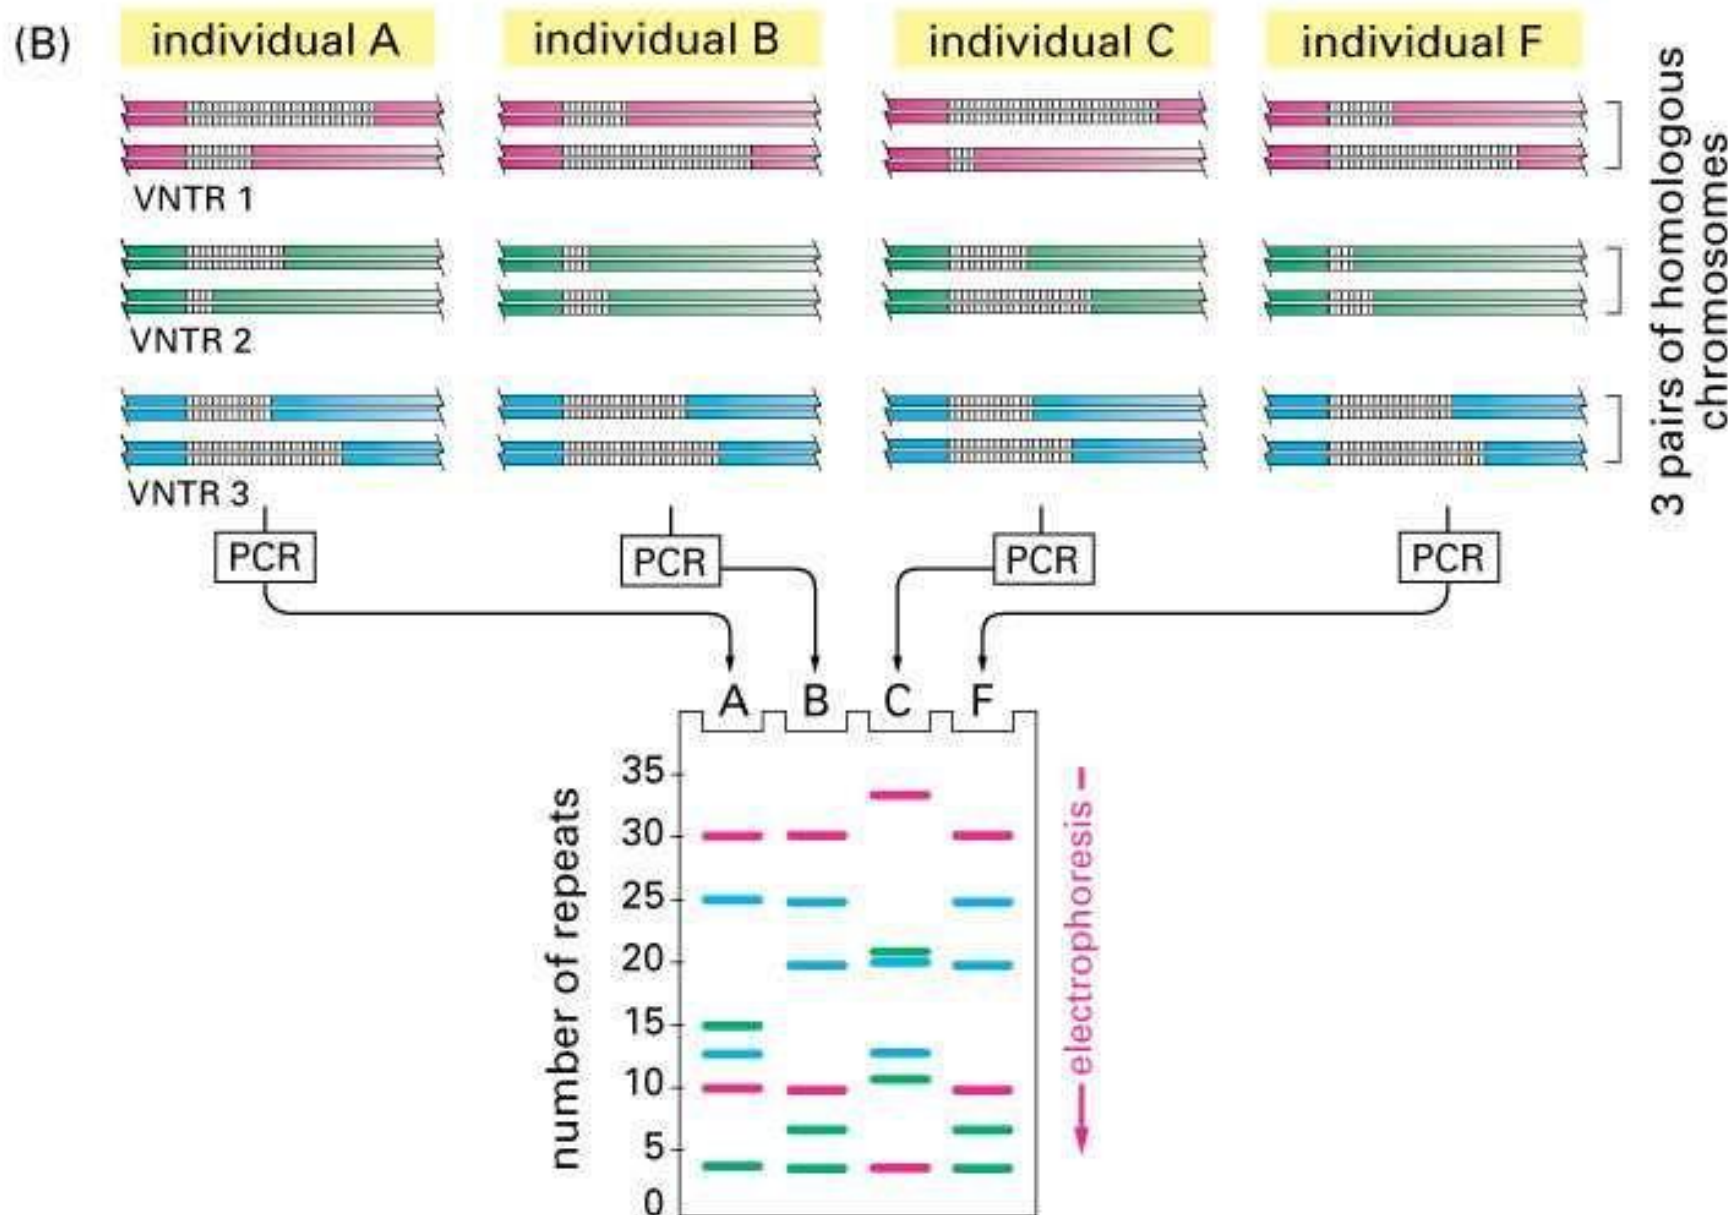 (B)
individual A
individual B
individual C
individual F
VNTR 1
VNTR 2
VNTR 3
3 pairs of homologous
chromosomes
PCR
PCR
PCR
PCR
A
B
C
F
number of repeats
35
30
25
20
15
10
5
0
electrophoresis